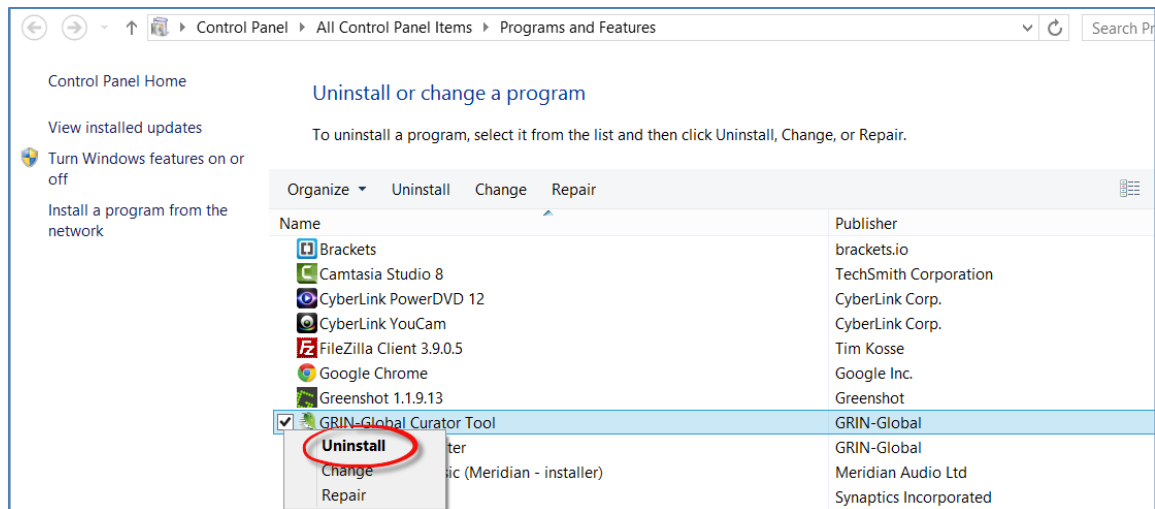 Control Panel All Control Panel Items Programs and Features Search Pr
Control Panel Home
View installed updates
Turn Windows features on or
off
Install a program from the
network
Uninstall or change a program
To uninstall a program, select it from the list and then click Uninstall, Change, or Repair.
Organize Uninstall Change Repair
Name Publisher
Brackets brackets.io
Camtasia Studio 8 TechSmith Corporation
CyberLink PowerDVD 12 CyberLink Corp.
CyberLink YouCam CyberLink Corp.
FileZilla Client 3.9.0.5 Tim Kosse
Google Chrome Google Inc.
Greenshot 1.1.9.13 Greenshot
GRIN-Global Curator Tool GRIN-Global
Uninstall ter GRIN-Global
Change sic (Meridian - installer) Meridian Audio Ltd
Repair Synaptics Incorporated